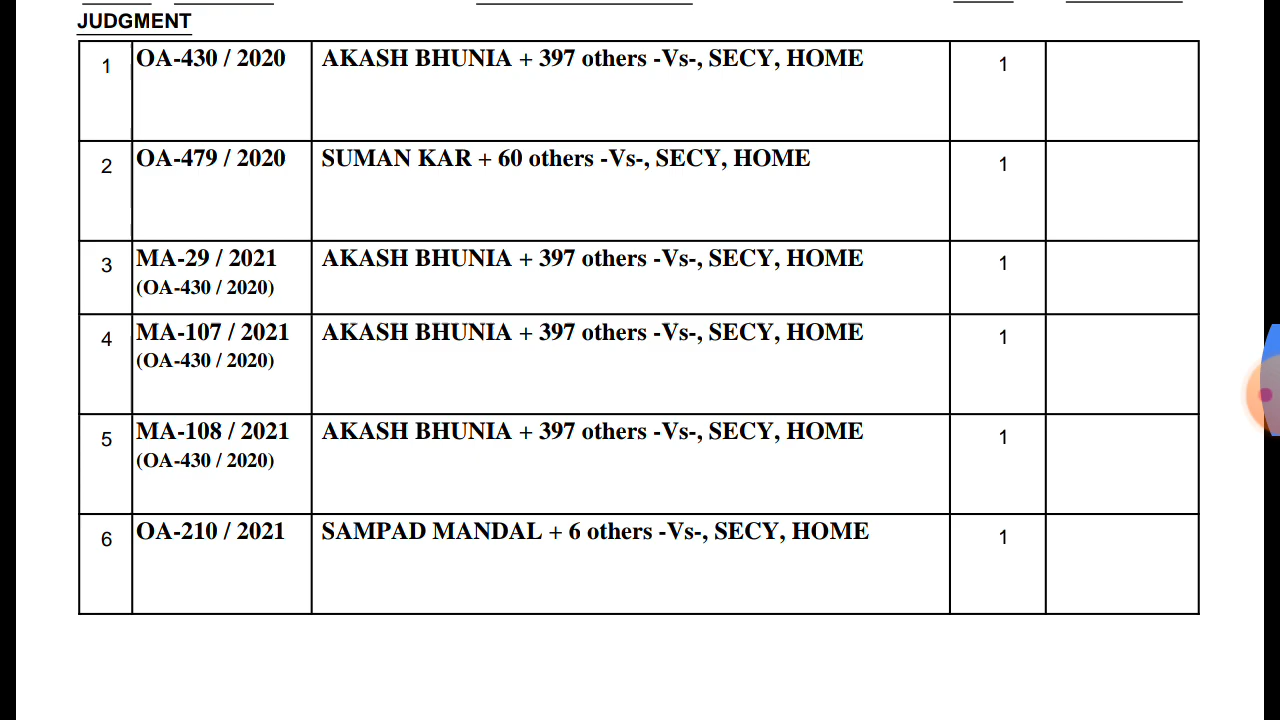 JUDGMENT
1 OA-430 / 2020 AKASH BHUNIA + 397 others -Vs-, SECY, HOME 1
2 OA-479 / 2020 SUMAN KAR + 60 others -Vs-, SECY, HOME 1
3 MA-29 / 2021 AKASH BHUNIA + 397 others -Vs-, SECY, HOME 1
(OA-430 / 2020)
4 MA-107 / 2021 AKASH BHUNIA + 397 others -Vs-, SECY, HOME 1
(OA-430 / 2020)
5 MA-108 / 2021 AKASH BHUNIA + 397 others -Vs-, SECY, HOME 1
(OA-430 / 2020)
6 OA-210 / 2021 SAMPAD MANDAL + 6 others -Vs-, SECY, HOME 1